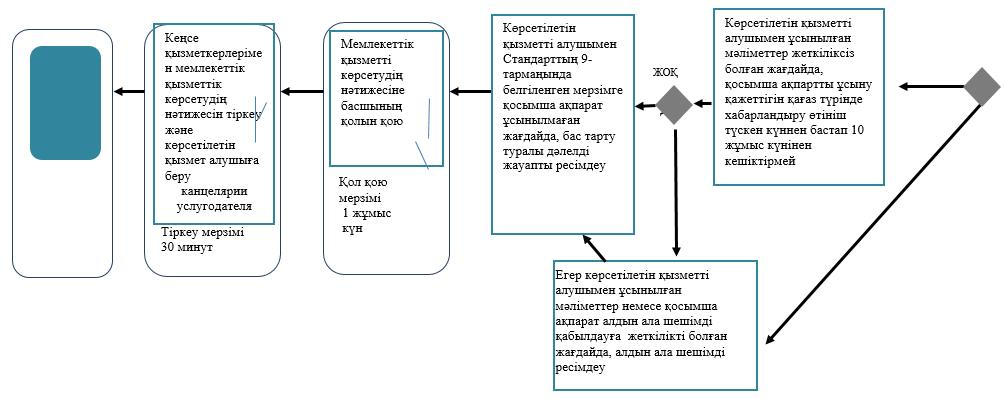 Кеңсе
қызметкерлеріме
н мемлекеттік
қызметтік
көрсетудің
нәтижесін тіркеу
және
көрсетілетін
қызмет алушыға
беру
канцелярии
услугодателя
Тіркеу мерзімі
30 минут
Мемлекеттік
қызметті
көрсетудің
нәтижесіне
басшының
қолын қою
Қол қою
мерзімі
1 жұмыс
күн
Көрсетілетін
қызметті алушымен
Стандарттың 9-
тармаңында
белгіленген мерзімге
қосымша ақпарат
ұсынылмаған
жағдайда, бас тарту
туралы дәлелді
жауапты ресімдеу
ЖОҚ
Көрсетілетін қызметті
алушымен ұсынылған
мәліметтер жеткіліксіз
болған жағдайда,
қосымша ақпартты ұсыну
қажеттігін қағаз түрінде
хабарландыру өтініш
түскен күннен бастап 10
жұмыс күнінен
кешіктірмей
Егер көрсетілетін қызметті
алушымен ұсынылған
мәліметтер немесе қосымша
ақпарат алдын ала шешімді
қабылдауға жеткілікті болған
жағдайда, алдын ала шешімді
ресімдеу